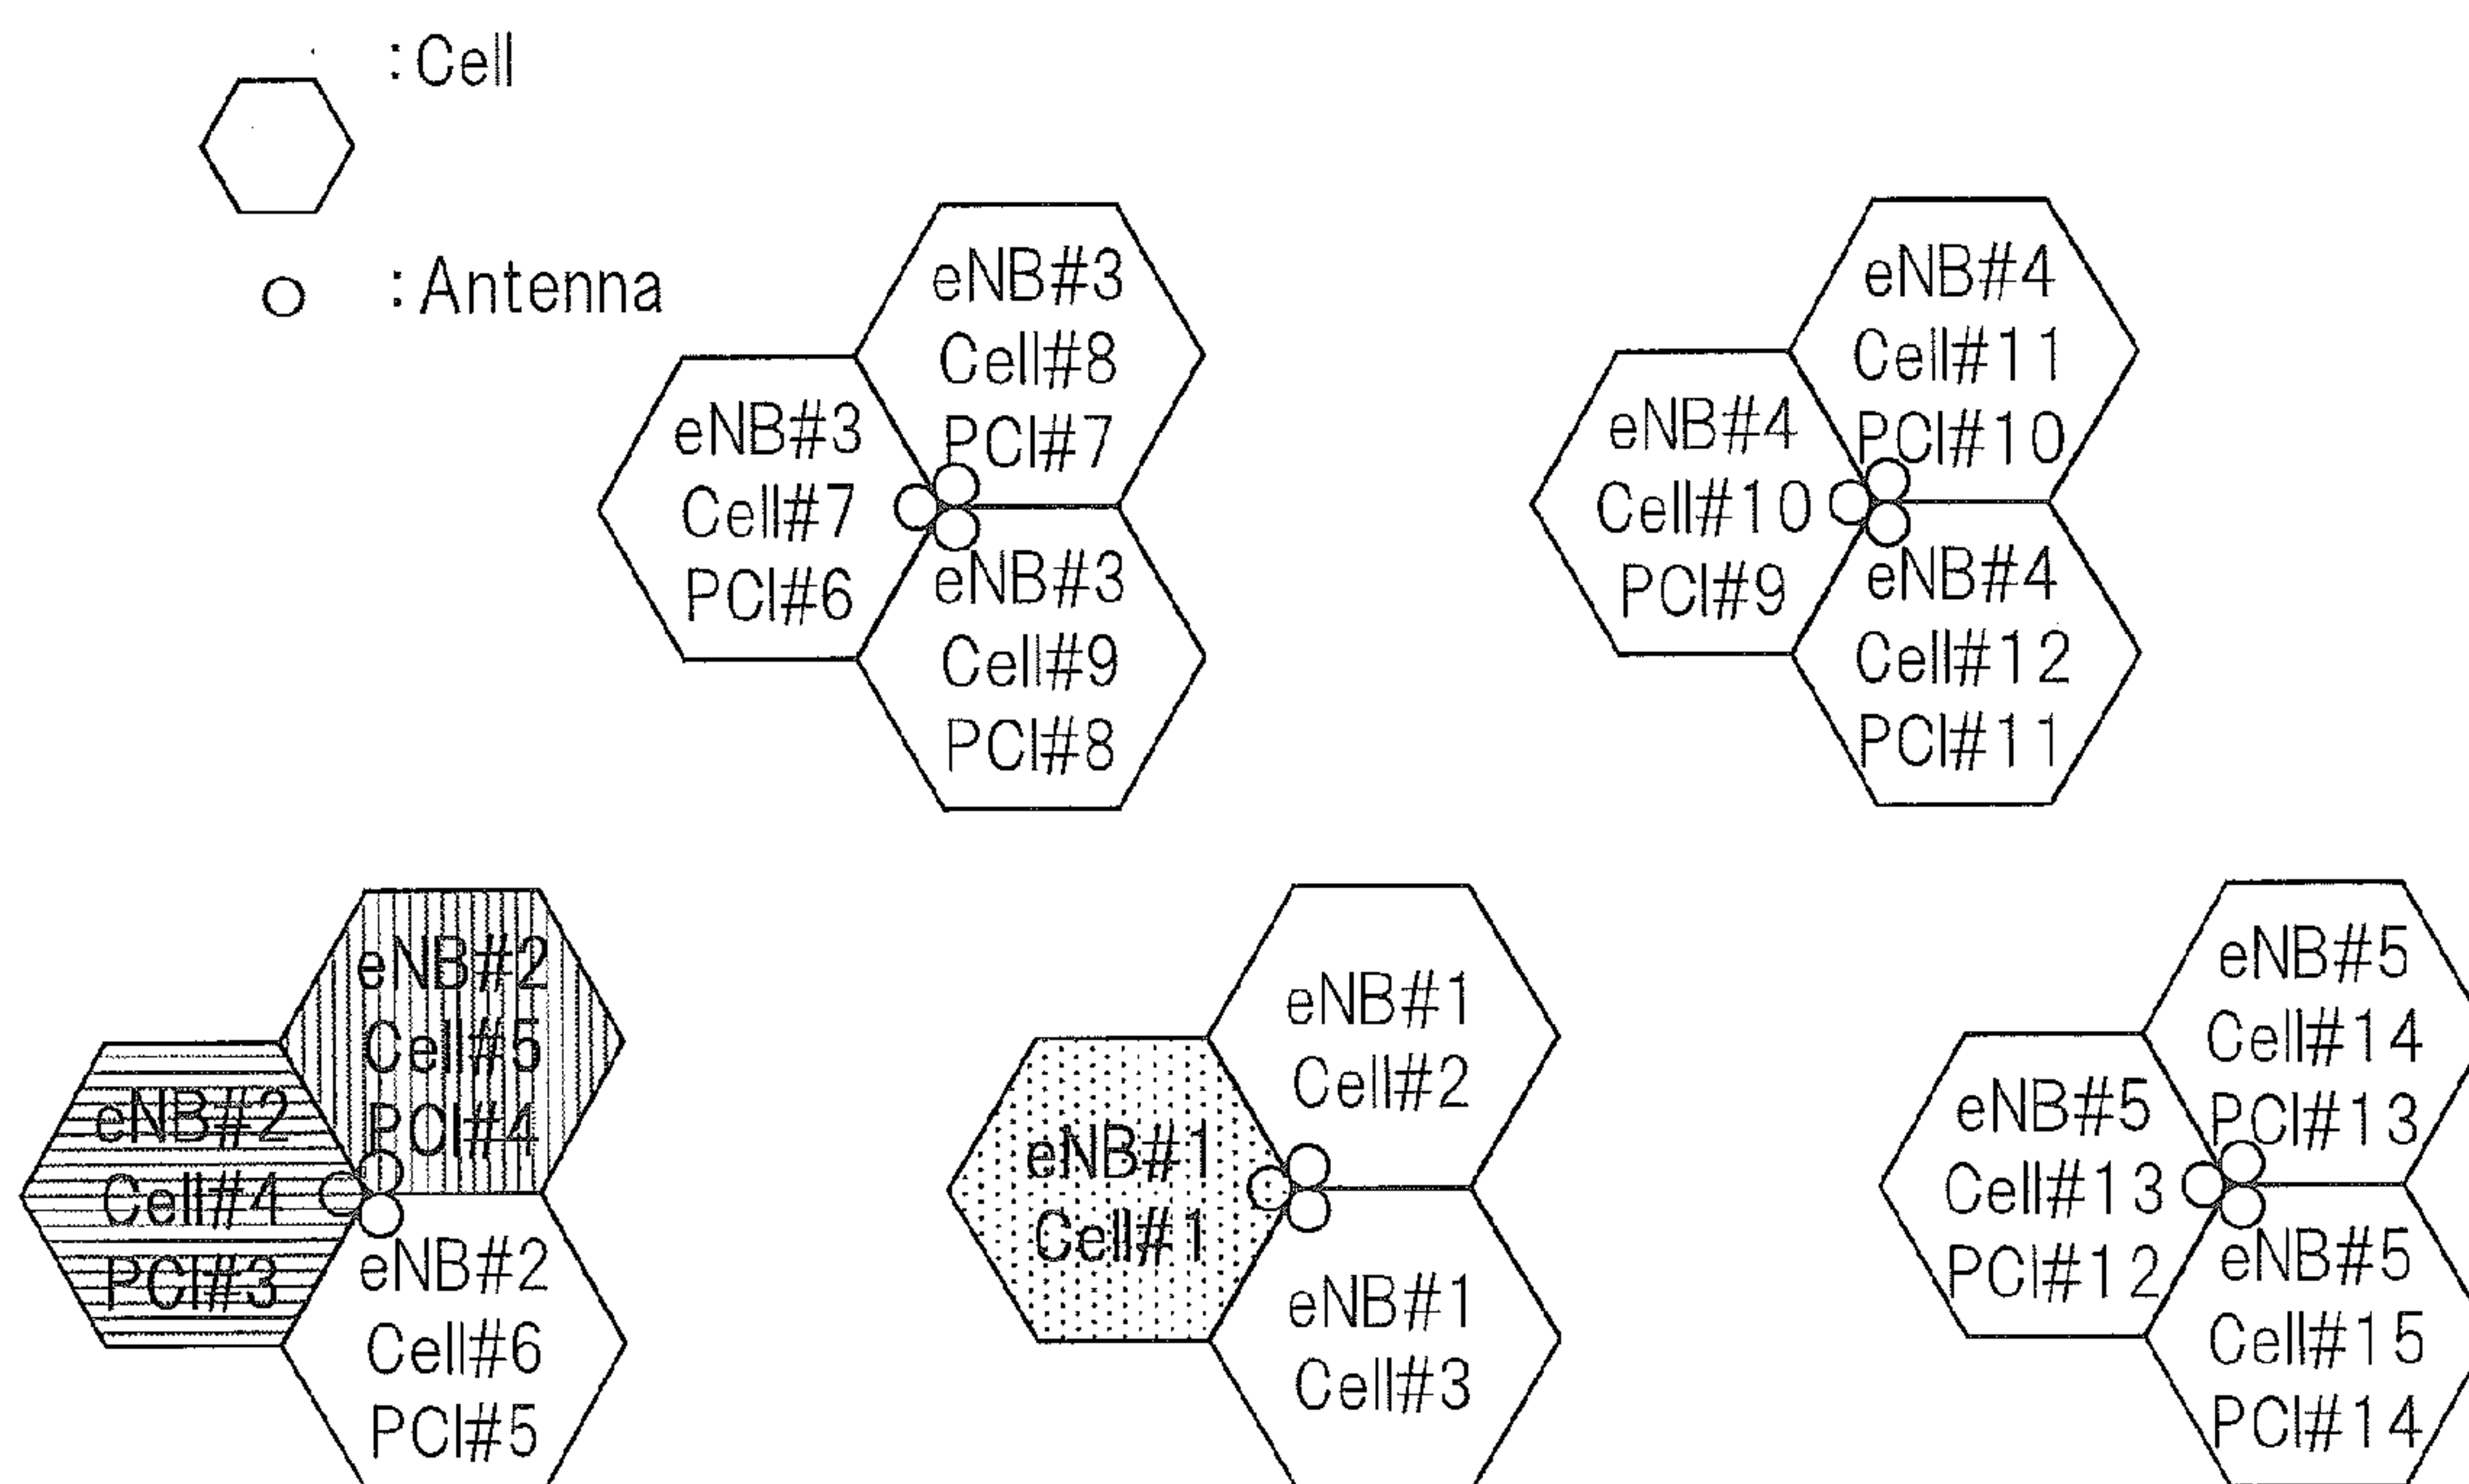 :Cell
:Antenna
eNB#3
Cell#8
PCI#7
eNB#3
Cell#7
PCI#6
eNB#3
Cell#9
PCI#8
eNB#4
Cell#11
PCI#10
eNB#4
Cell#10
PCI#9
eNB#4
Cell#12
PCI#11
eNB#2
Cell#5
PCI#4
eNB#2
Cell#4
PCI#3
eNB#2
Cell#6
PCI#5
eNB#1
Cell#2
eNB#1
Cell#1
eNB#1
Cell#3
eNB#5
Cell#14
PCI#13
eNB#5
Cell#13
PCI#12
eNB#5
Cell#15
PCI#14